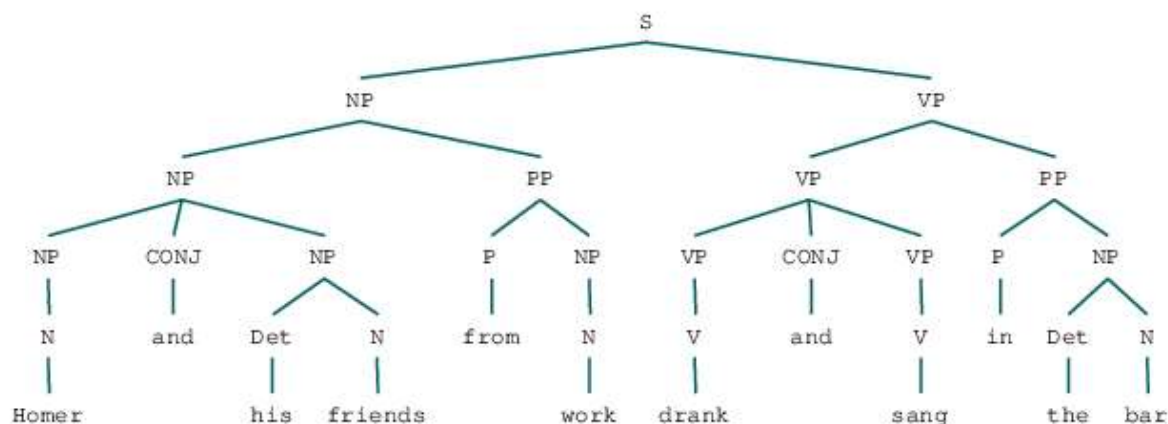 S
NP VP
NP PP VP PP
NP CONJ NP P NP VP CONJ VP P NP
N and Det N from N V and V in Det N
Homer his friends work drank sang the bar